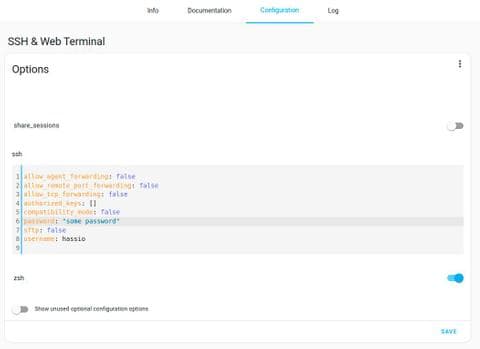 Info Documentation Configuration Log
SSH & Web Terminal
Options
share_sessions
ssh
1 allow_agent_forwarding: false
2 allow_remote_port_forwarding: false
3 allow_tcp_forwarding: false
4 authorized_keys: []
5 compatibility_mode: false
6 password: "some password"
7 sftp: false
8 username: hassio
9
zsh
Show unused optional configuration options
SAVE